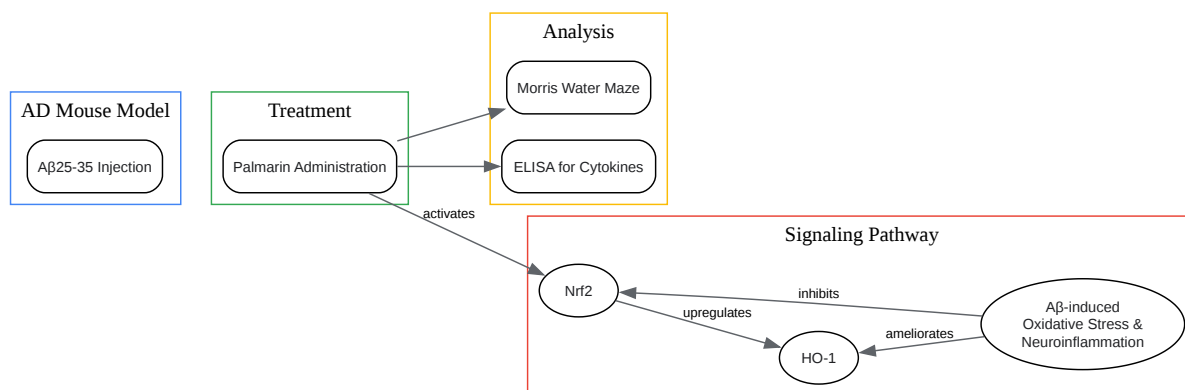 AD Mouse Model
Aβ25-35 Injection
Treatment
Palmarin Administration
Analysis
Morris Water Maze
ELISA for Cytokines
activates
Signaling Pathway
Nrf2
inhibits
upregulates
HO-1
ameliorates
Aβ-induced
Oxidative Stress &
Neuroinflammation